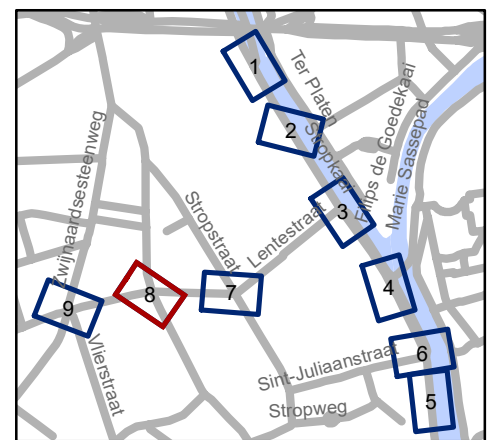 1
Ter Platen
2
Stropkaai
Filips de Goedekaai
Marie Sassepad
Zwijnaardsesteenweg
Stropstraat
3
Lentestraat
4
7
8
9
Vlierstraat
6
Sint-Juliaanstraat
5
Stropweg